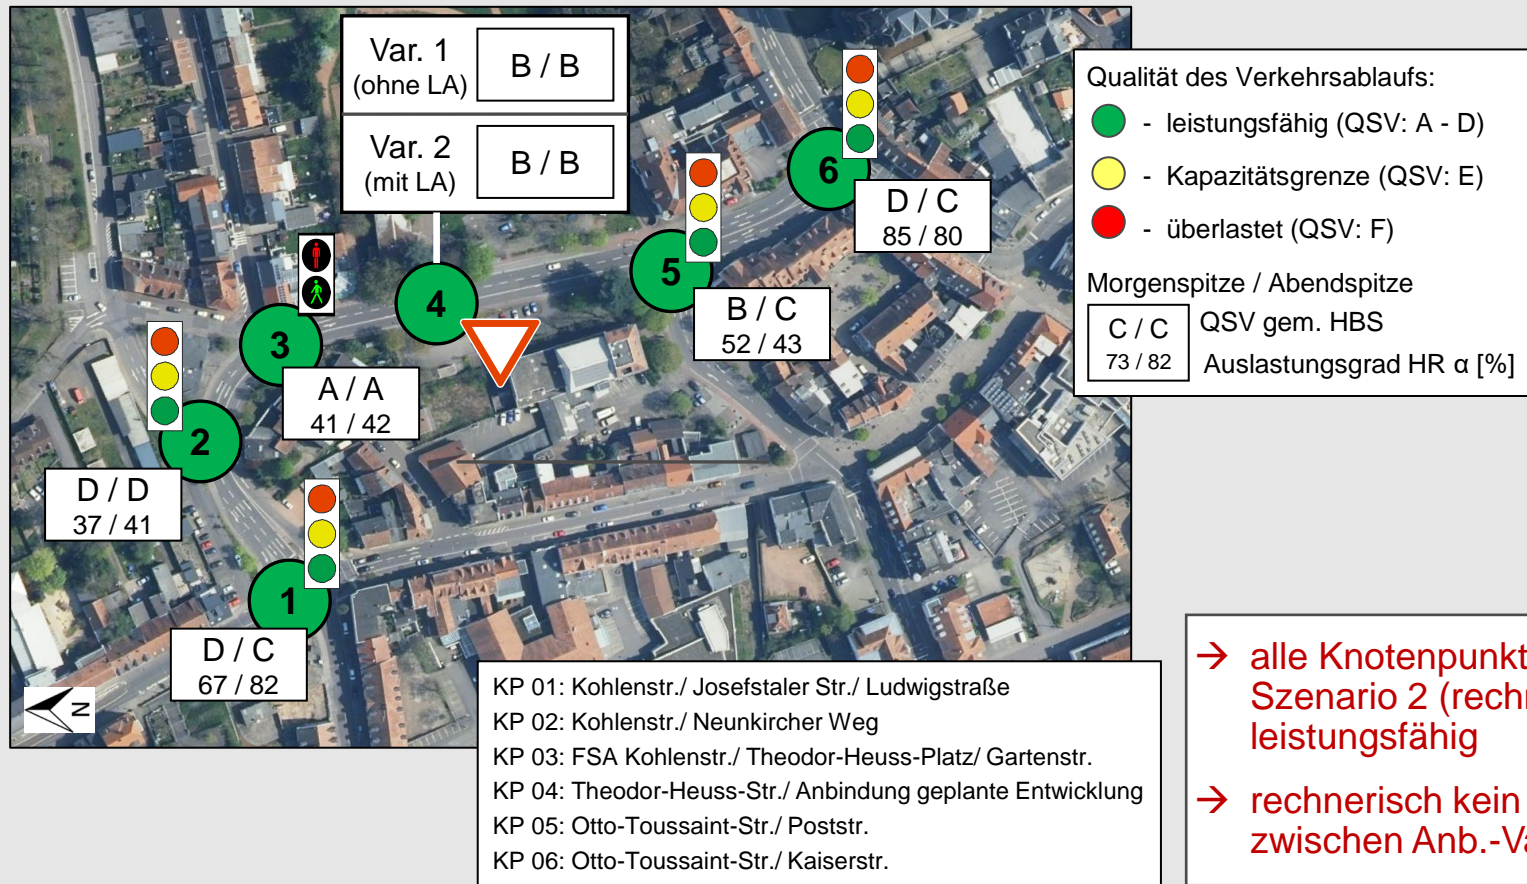 Var. 1
(ohne LA)
B / B
Var. 2
(mit LA)
B / B
6
D / C
85 / 80
5
B / C
52 / 43
4
3
A / A
41 / 42
2
D / D
37 / 41
1
D / C
67 / 82
N
Qualität des Verkehrsablaufs:
- leistungsfähig (QSV: A - D)
- Kapazitätsgrenze (QSV: E)
- überlastet (QSV: F)
Morgenspitze / Abendspitze
C / C QSV gem. HBS
73 / 82 Auslastungsgrad HR α [%]
KP 01: Kohlenstr./ Josefstaler Str./ Ludwigstraße
KP 02: Kohlenstr./ Neunkircher Weg
KP 03: FSA Kohlenstr./ Theodor-Heuss-Platz/ Gartenstr.
KP 04: Theodor-Heuss-Str./ Anbindung geplante Entwicklung
KP 05: Otto-Toussaint-Str./ Poststr.
KP 06: Otto-Toussaint-Str./ Kaiserstr.
→ alle Knotenpunkt
Szenario 2 (rech
leistungsfähig
→ rechnerisch kein
zwischen Anb.-Va